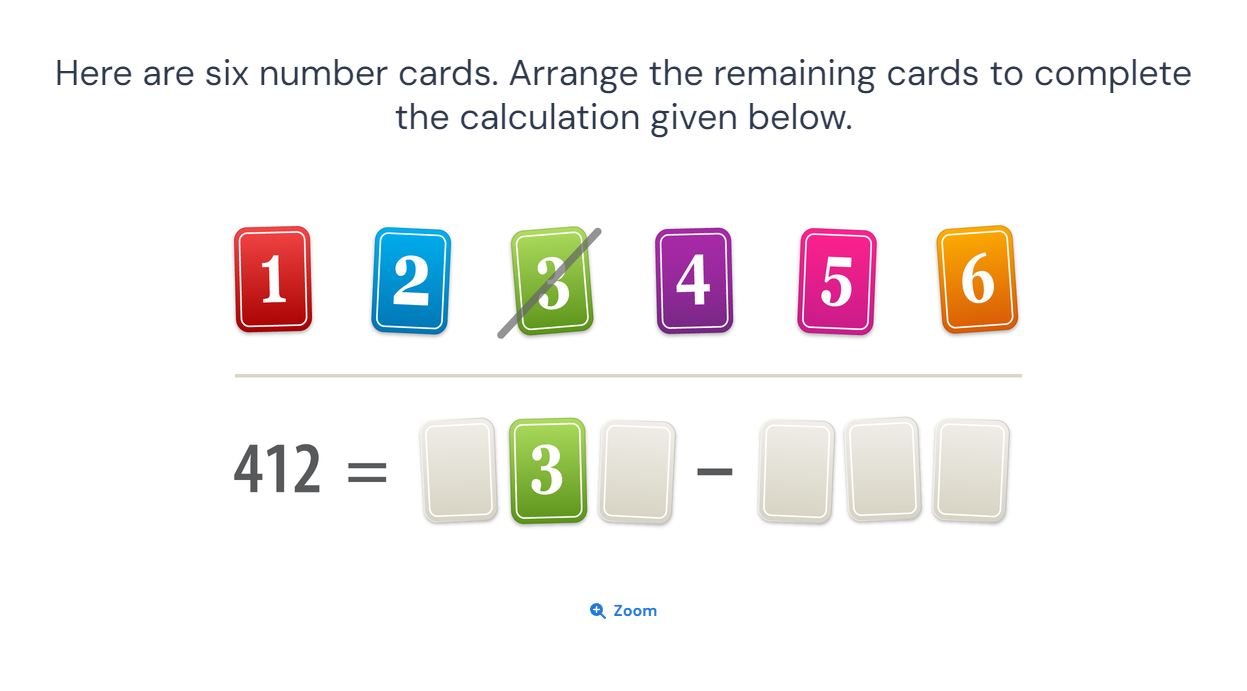 Here are six number cards. Arrange the remaining cards to complete
the calculation given below.
1 2 3 4 5 6
412 = 3 −
Zoom